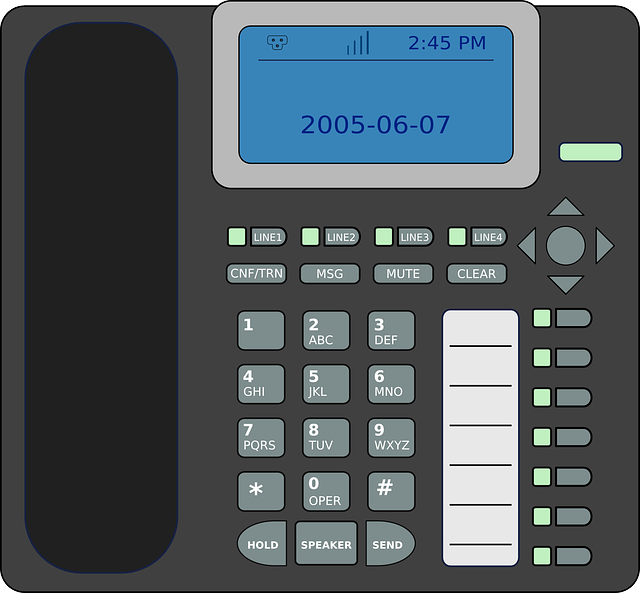 2:45 PM
2005-06-07
LINE1 LINE2 LINE3 LINE4
CNF/TRN MSG MUTE CLEAR
1 2 3
ABC DEF
4 5 6
GHI JKL MNO
7 8 9
PQRS TUV WXYZ
* 0 #
OPER
HOLD SPEAKER SEND